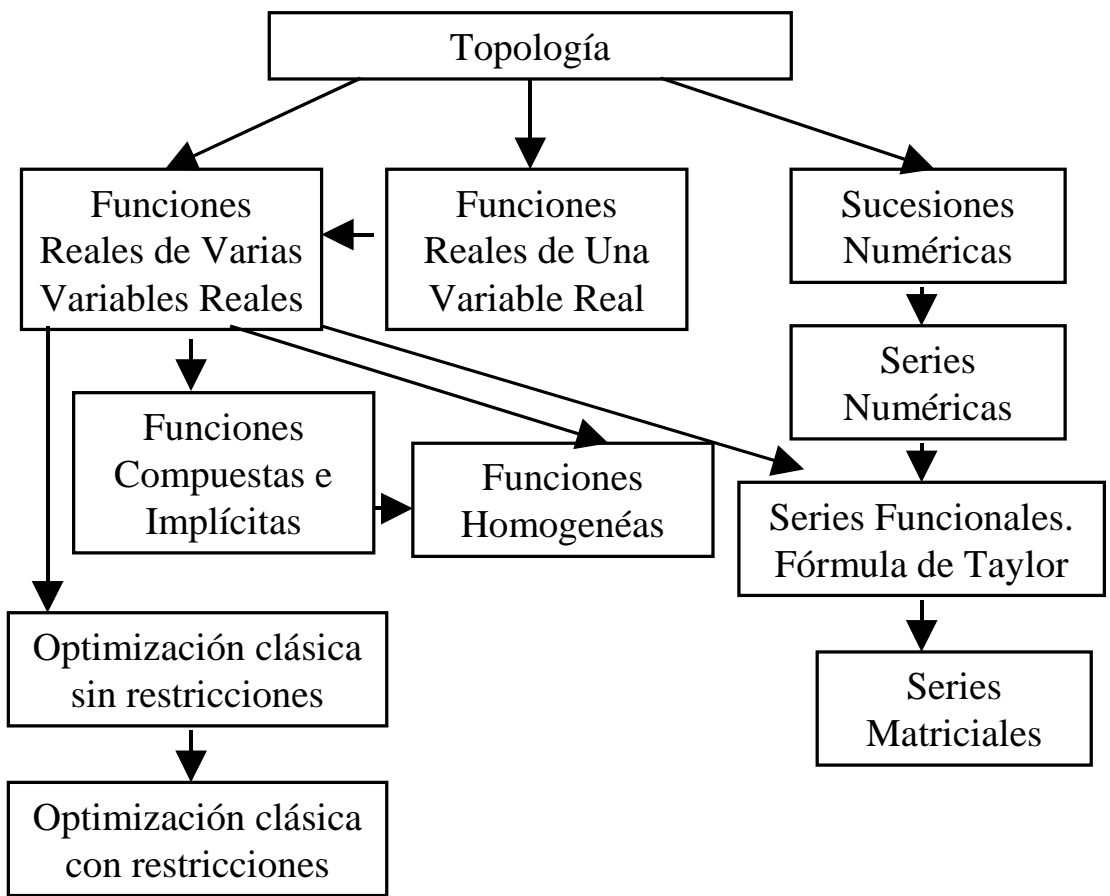 Topología
Funciones
Reales de Varias
Variables Reales
Funciones
Reales de Una
Variable Real
Sucesiones
Numéricas
Series
Numéricas
Funciones
Compuestas e
Implícitas
Funciones
Homogenéas
Series Funcionales.
Fórmula de Taylor
Optimización clásica
sin restricciones
Series
Matriciales
Optimización clásica
con restricciones